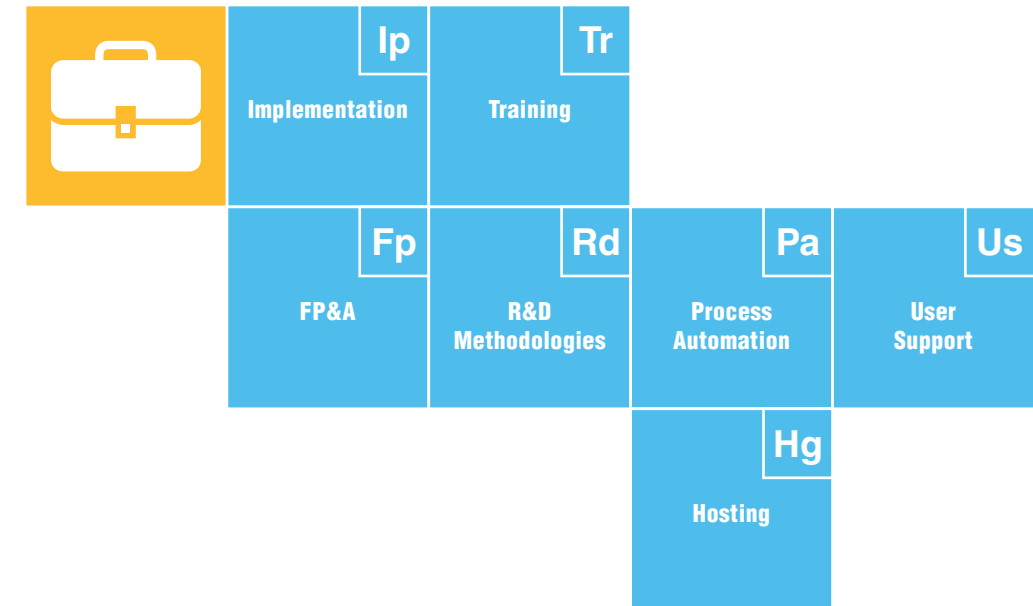 Ip
Implementation
Tr
Training
Fp
FP&A
Rd
R&D
Methodologies
Pa
Process
Automation
Us
User
Support
Hg
Hosting